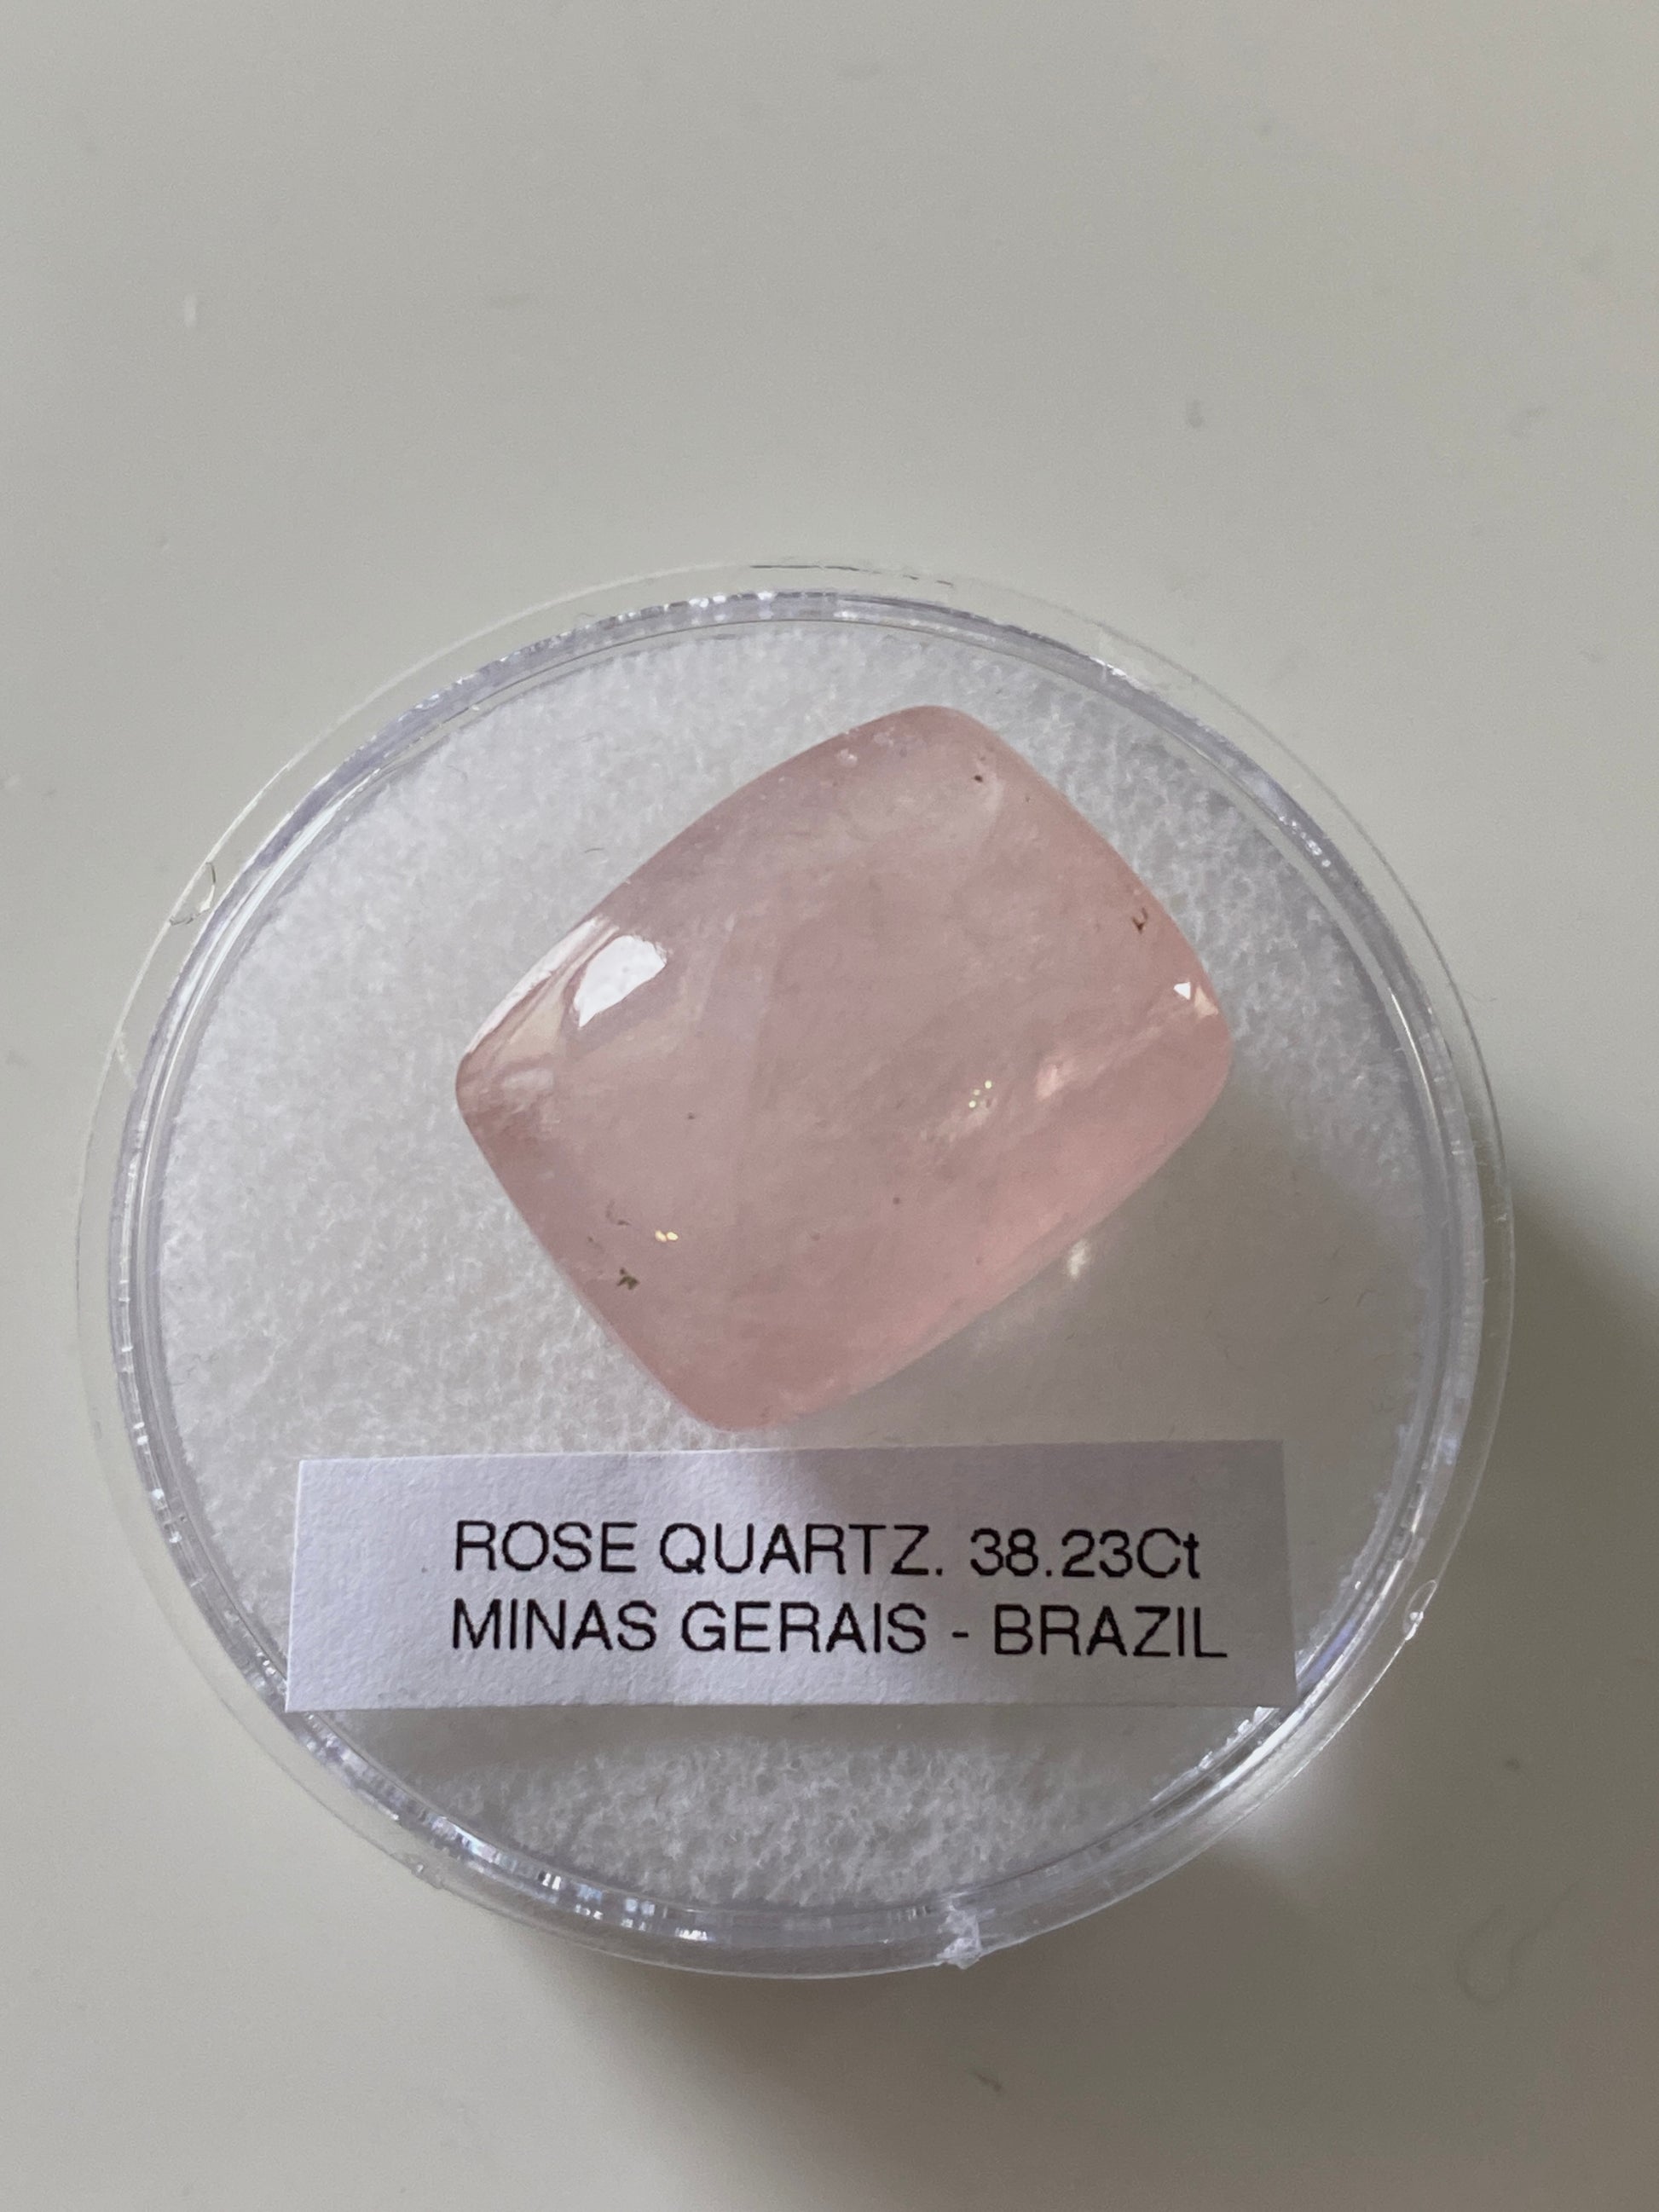 ROSE QUARTZ. 38.23Ct
MINAS GERAIS - BRAZIL